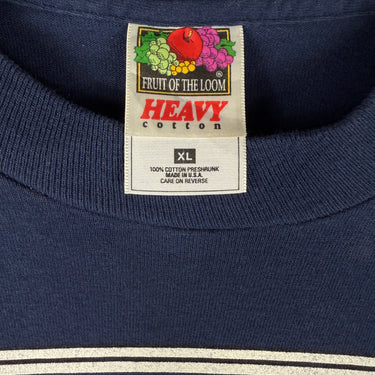 FRUIT OF THE LOOM ®
HEAVY
cotton
XL
100% COTTON PRESHRUNK
MADE IN U.S.A.
CARE ON REVERSE